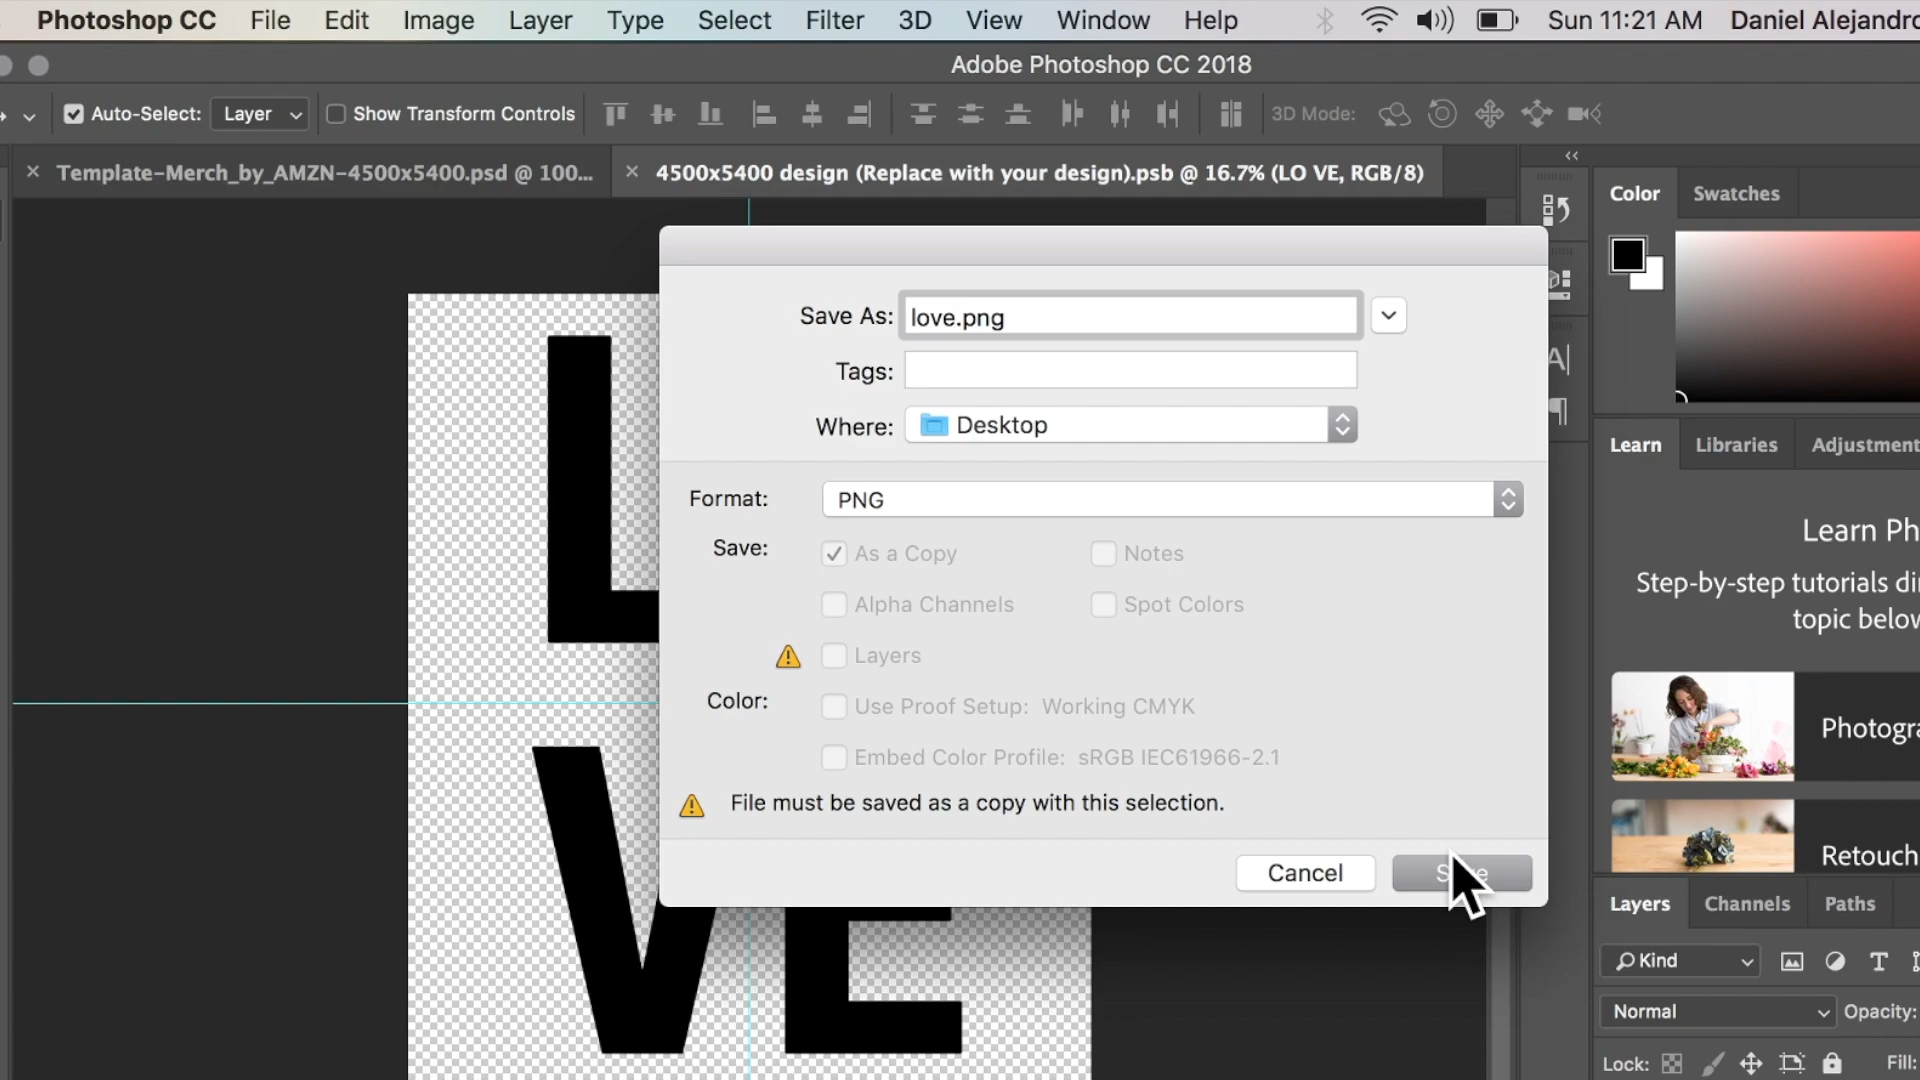 Photoshop CC File Edit Image Layer Type Select Filter 3D View Window Help Sun 11:21 AM Daniel Alejandro
Adobe Photoshop CC 2018
Auto-Select: Layer Show Transform Controls 3D Mode:
Template-Merch_by_AMZN-4500x5400.psd @ 100... 4500x5400 design (Replace with your design).psb @ 16.7% (LO VE, RGB/8)
Color Swatches
Save As: love.png
Tags:
Where: Desktop
Format: PNG
Save: As a Copy Notes
Alpha Channels Spot Colors
Layers
Color: Use Proof Setup: Working CMYK
Embed Color Profile: sRGB IEC61966-2.1
File must be saved as a copy with this selection.
Cancel Save
L
VE
Learn Libraries Adjustment
Learn Ph
Step-by-step tutorials di
topic below
Photogra
Retouch
Layers Channels Paths
Kind
Normal Opacity:
Lock: Fill: